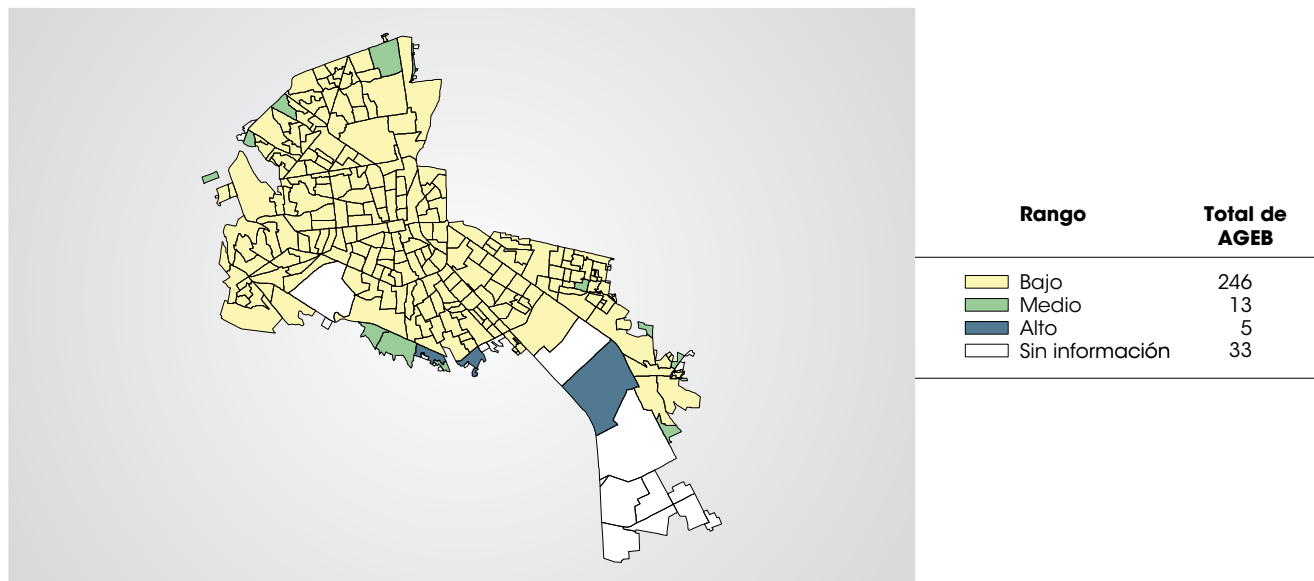 Rango Total de
AGEB
Bajo 246
Medio 13
Alto 5
Sin información 33